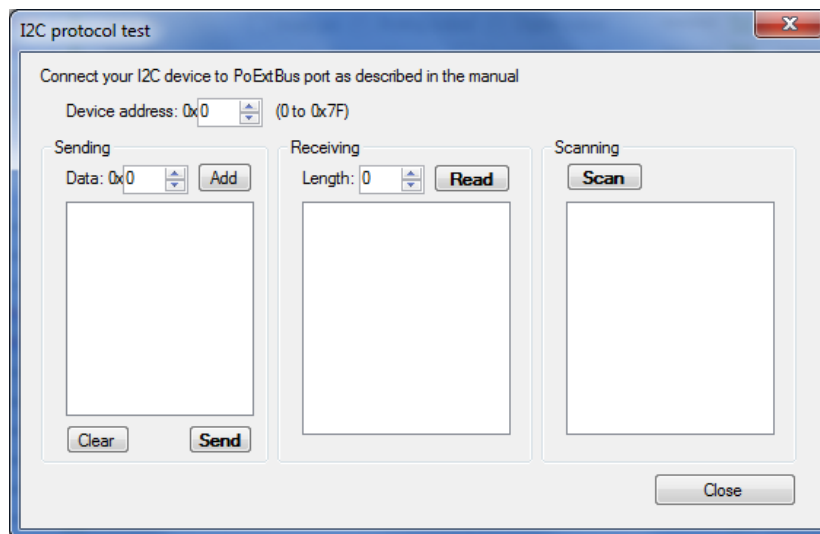 I2C protocol test
Connect your I2C device to PoExtBus port as described in the manual
Device address: 0x0 (0 to 0x7F)
Sending
Data: 0x0 Add
Clear Send
Receiving
Length: 0 Read
Scanning
Scan
Close